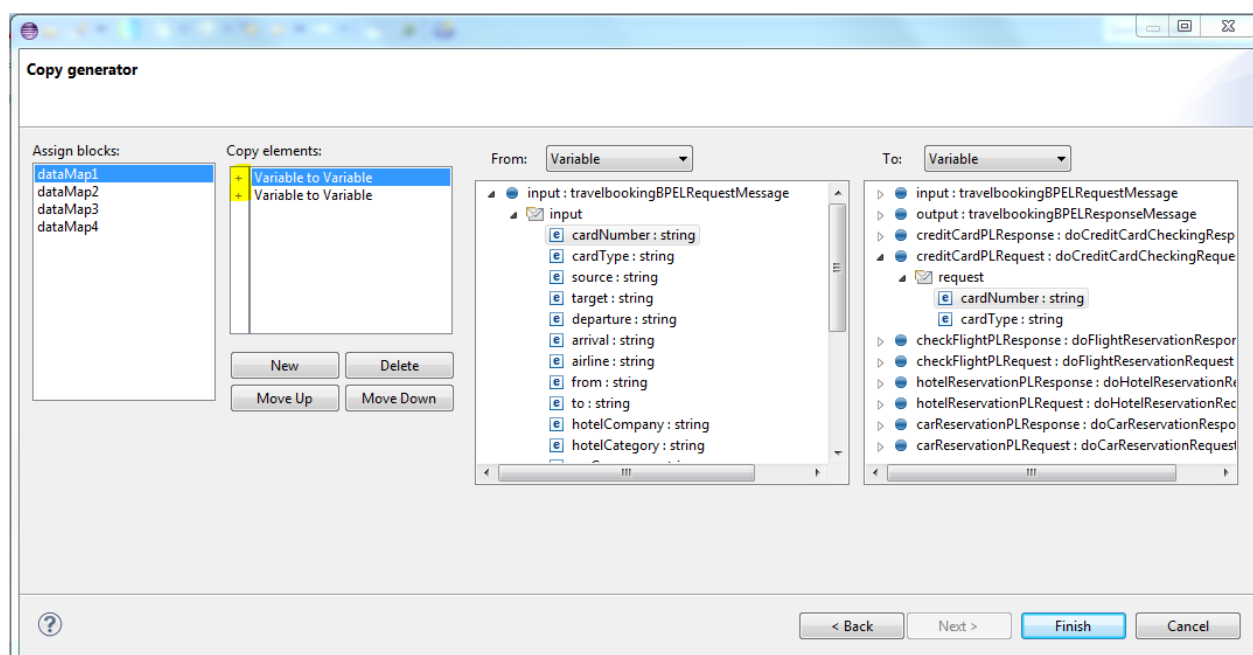 Copy generator
Assign blocks:
dataMap1
dataMap2
dataMap3
dataMap4
Copy elements:
+ Variable to Variable
+ Variable to Variable
New
Delete
Move Up
Move Down
From:
Variable
input : travelbookingBPELRequestMessage
input
e cardNumber : string
e cardType : string
e source : string
e target : string
e departure : string
e arrival : string
e airline : string
e from : string
e to : string
e hotelCompany : string
e hotelCategory : string
To:
Variable
input : travelbookingBPELRequestMessage
output : travelbookingBPELResponseMessage
creditCardPLResponse : doCreditCardCheckingResp
creditCardPLRequest : doCreditCardCheckingReque
request
e cardNumber : string
e cardType : string
checkFlightPLResponse : doFlightReservationRespor
checkFlightPLRequest : doFlightReservationRequest
hotelReservationPLResponse : doHotelReservationRe
hotelReservationPLRequest : doHotelReservationRec
carReservationPLResponse : doCarReservationRespo
carReservationPLRequest : doCarReservationRequest
?
< Back
Next >
Finish
Cancel